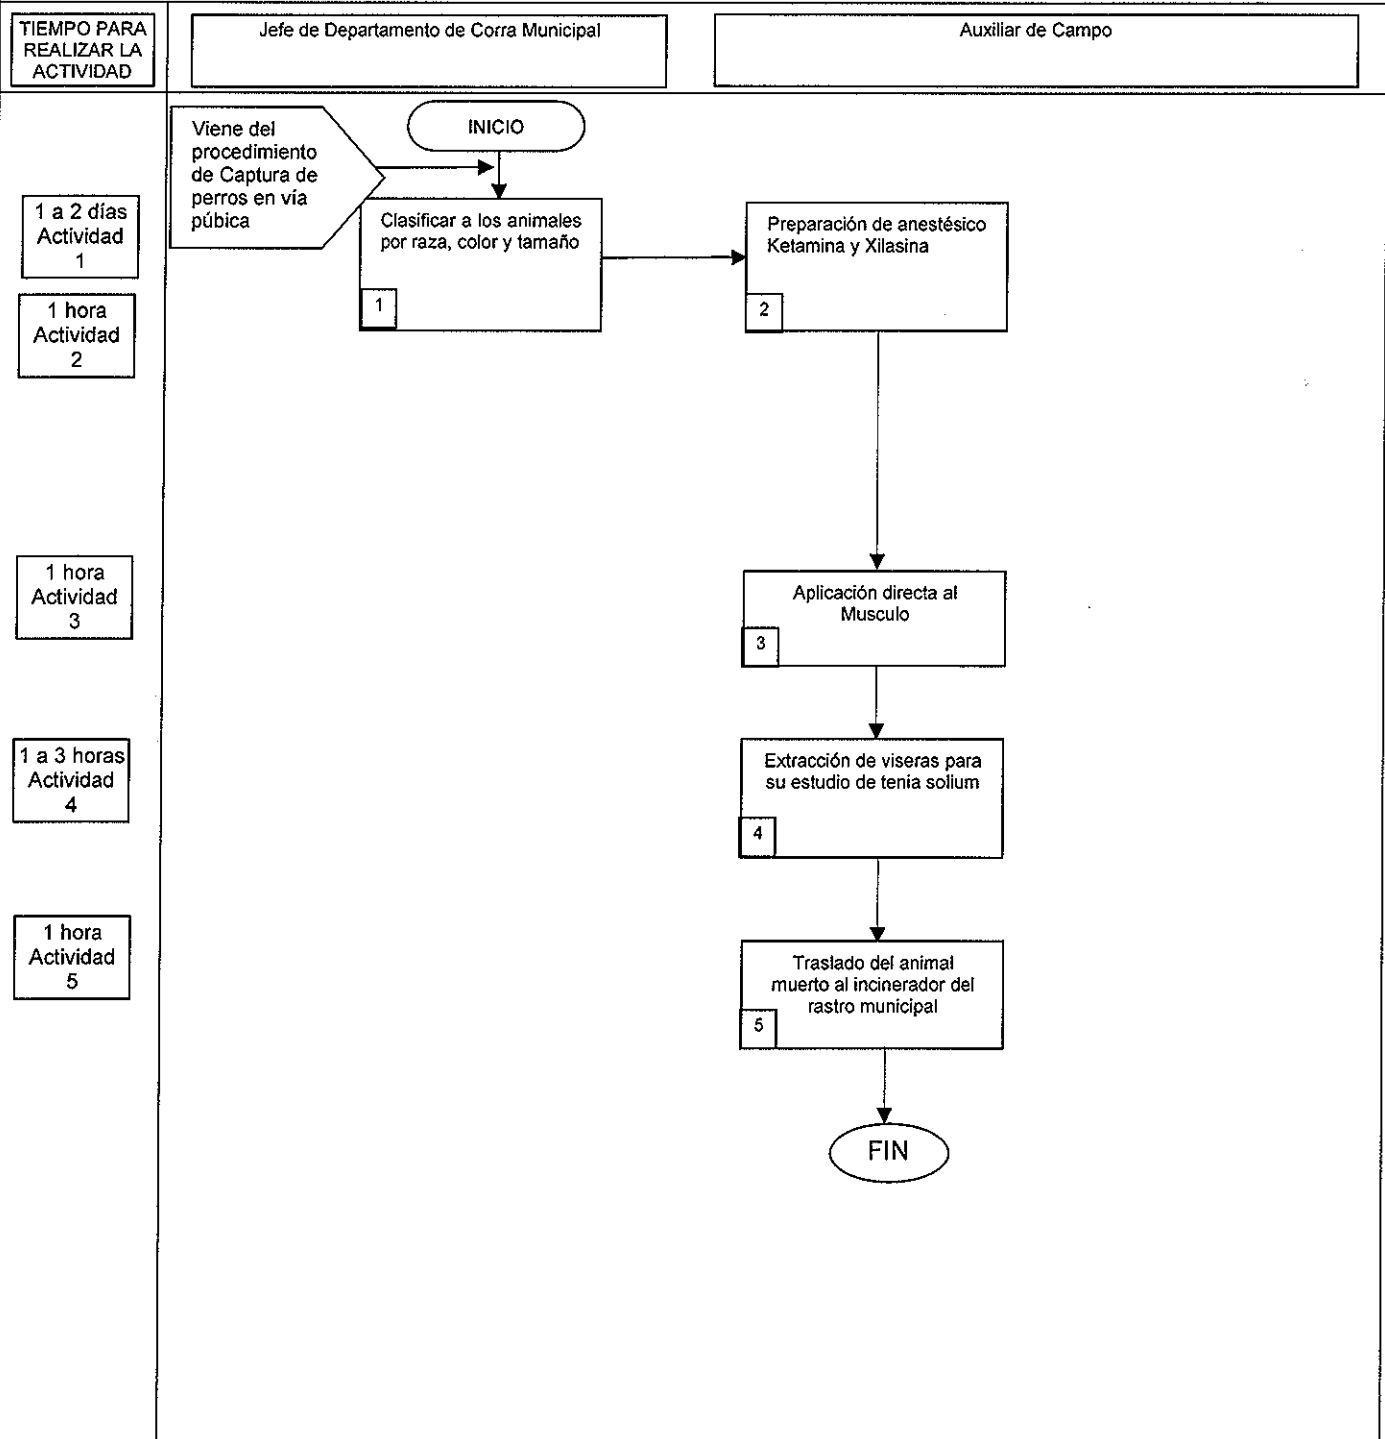 TIEMPO PARA
REALIZAR LA
ACTIVIDAD
Jefe de Departamento de Corra Municipal
Auxiliar de Campo
INICIO
Viene del
procedimiento
de Captura de
perros en vía
púbica
1 a 2 días
Actividad
1
Clasificar a los animales
por raza, color y tamaño
1
Preparación de anestésico
Ketamina y Xilasina
2
1 hora
Actividad
2
1 hora
Actividad
3
Aplicación directa al
Musculo
3
1 a 3 horas
Actividad
4
Extracción de viseras para
su estudio de tenia solium
4
1 hora
Actividad
5
Traslado del animal
muerto al incinerador del
rastro municipal
5
FIN